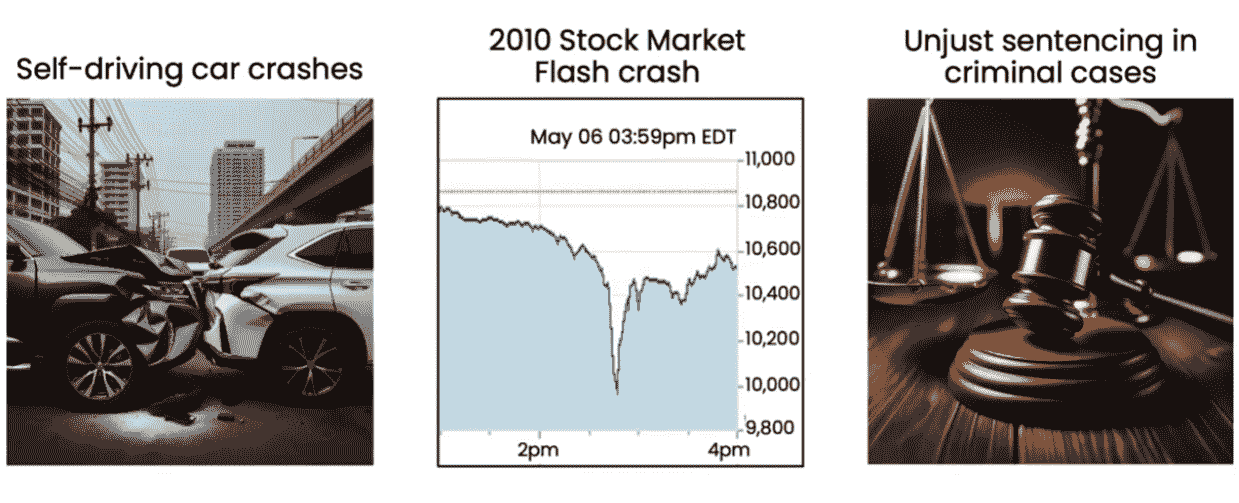 Self-driving car crashes
2010 Stock Market
Flash crash
May 06 03:59pm EDT
11,000
10,800
10,600
10,400
10,200
10,000
9,800
2pm
4pm
Unjust sentencing in
criminal cases